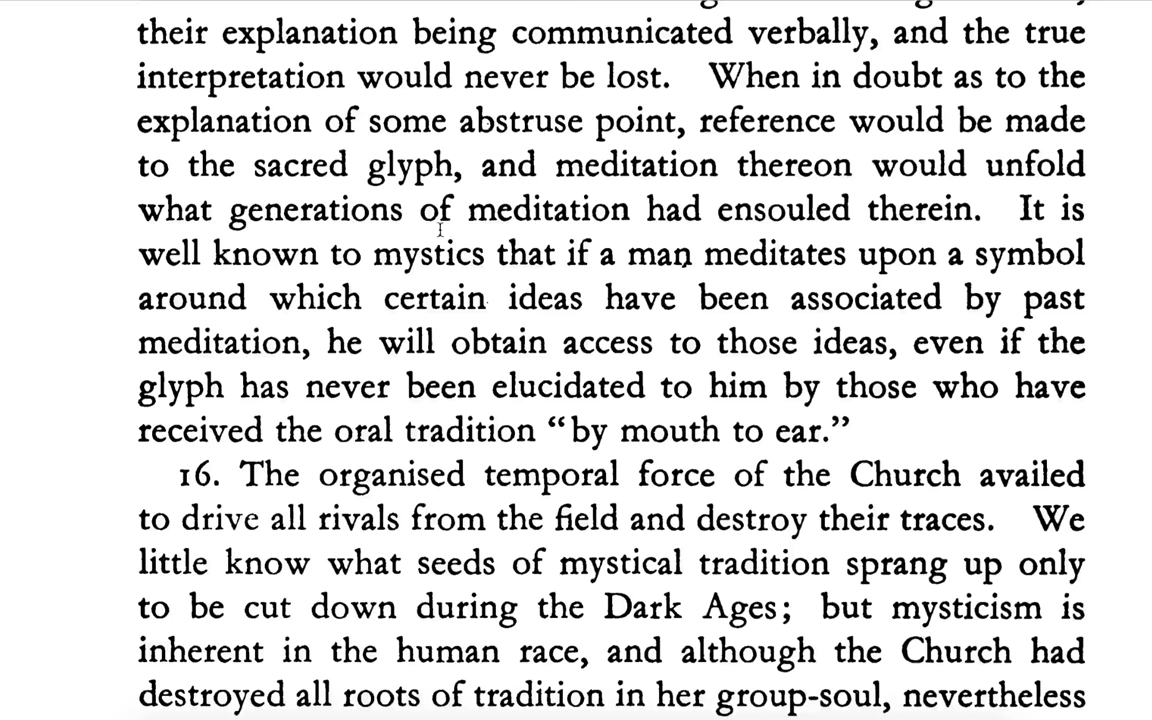 their explanation being communicated verbally, and the true
interpretation would never be lost. When in doubt as to the
explanation of some abstruse point, reference would be made
to the sacred glyph, and meditation thereon would unfold
what generations of meditation had ensouled therein. It is
well known to mystics that if a man meditates upon a symbol
around which certain ideas have been associated by past
meditation, he will obtain access to those ideas, even if the
glyph has never been elucidated to him by those who have
received the oral tradition “by mouth to ear.”
16. The organised temporal force of the Church availed
to drive all rivals from the field and destroy their traces. We
little know what seeds of mystical tradition sprang up only
to be cut down during the Dark Ages; but mysticism is
inherent in the human race, and although the Church had
destroyed all roots of tradition in her group-soul, nevertheless